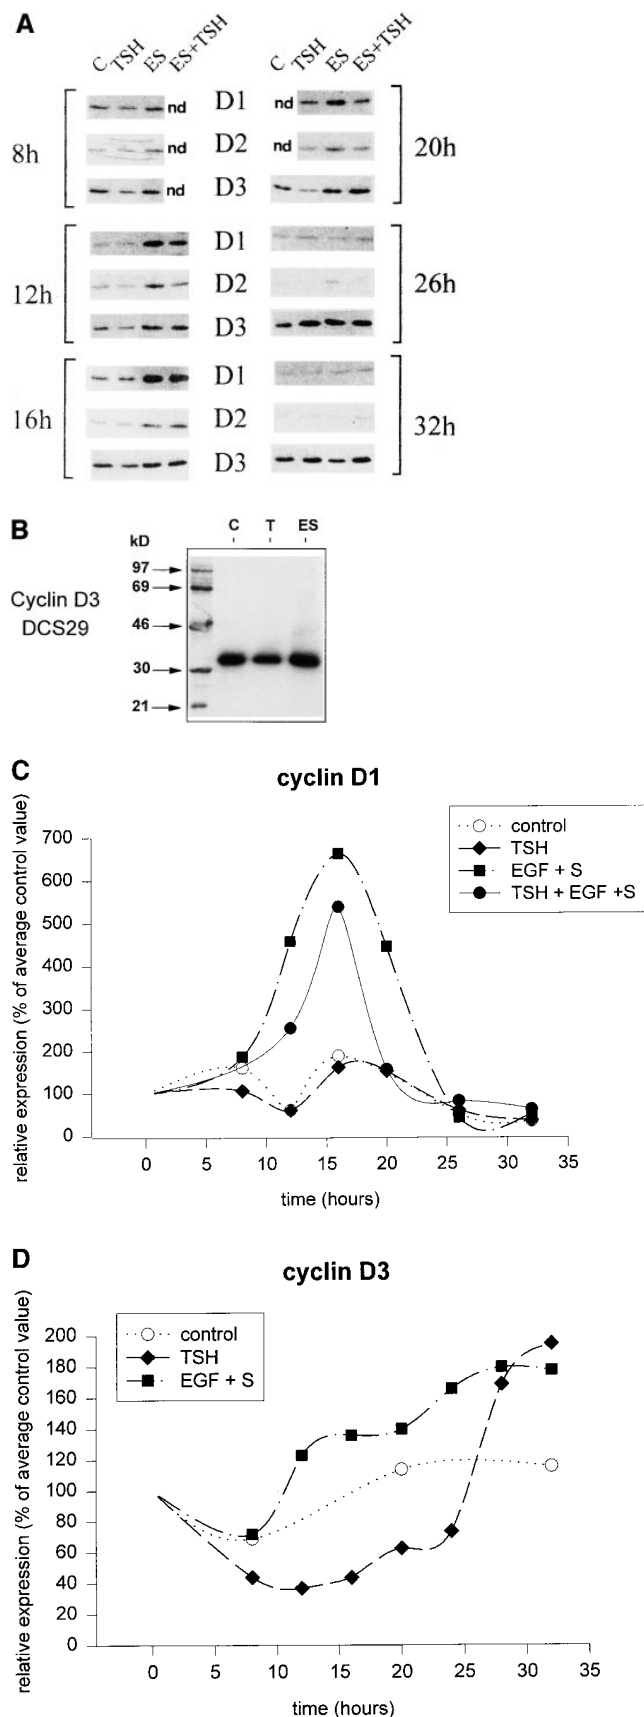 A
C TSH ES ES+TSH C TSH ES ES+TSH
8h nd D1 nd 20h
nd D2 nd
nd D3
12h D1 26h
D2
D3
16h D1 32h
D2
D3
B
C T ES
kD
97
69
Cyclin D3
DCS29
46
30
21
C
cyclin D1
relative expression (% of average control value)
700
600
500
400
300
200
100
0
0 5 10 15 20 25 30 35
time (hours)
control
TSH
EGF + S
TSH + EGF +S
D
cyclin D3
relative expression (% of average control value)
200
180
160
140
120
100
80
60
40
20
0
0 5 10 15 20 25 30 35
time (hours)
control
TSH
EGF + S